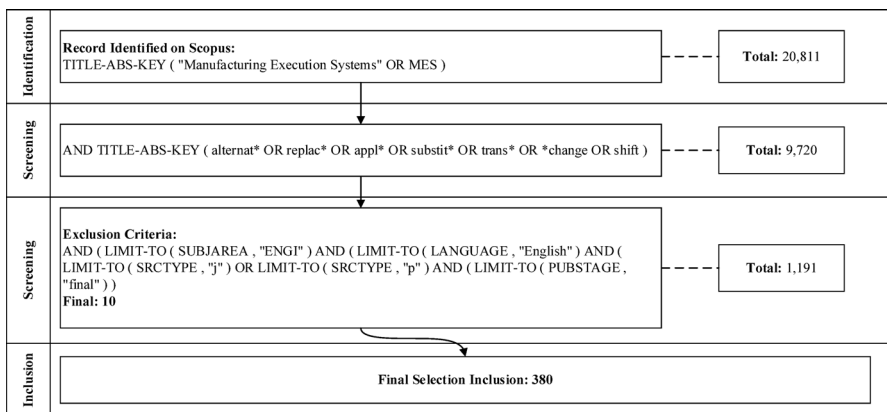 Identification
Record Identified on Scopus:
TITLE-ABS-KEY ( "Manufacturing Execution Systems" OR MES )
Total: 20,811
Screening
AND TITLE-ABS-KEY ( alternat* OR replac* OR appl* OR substit* OR trans* OR *change OR shift )
Total: 9,720
Screening
Exclusion Criteria:
AND ( LIMIT-TO ( SUBJAREA , "ENGI" ) AND ( LIMIT-TO ( LANGUAGE , "English" ) AND (
LIMIT-TO ( SRCTYPE , "j" ) OR LIMIT-TO ( SRCTYPE , "p" ) AND ( LIMIT-TO ( PUBSTAGE ,
"final" ) )
Final: 10
Total: 1,191
Inclusion
Final Selection Inclusion: 380